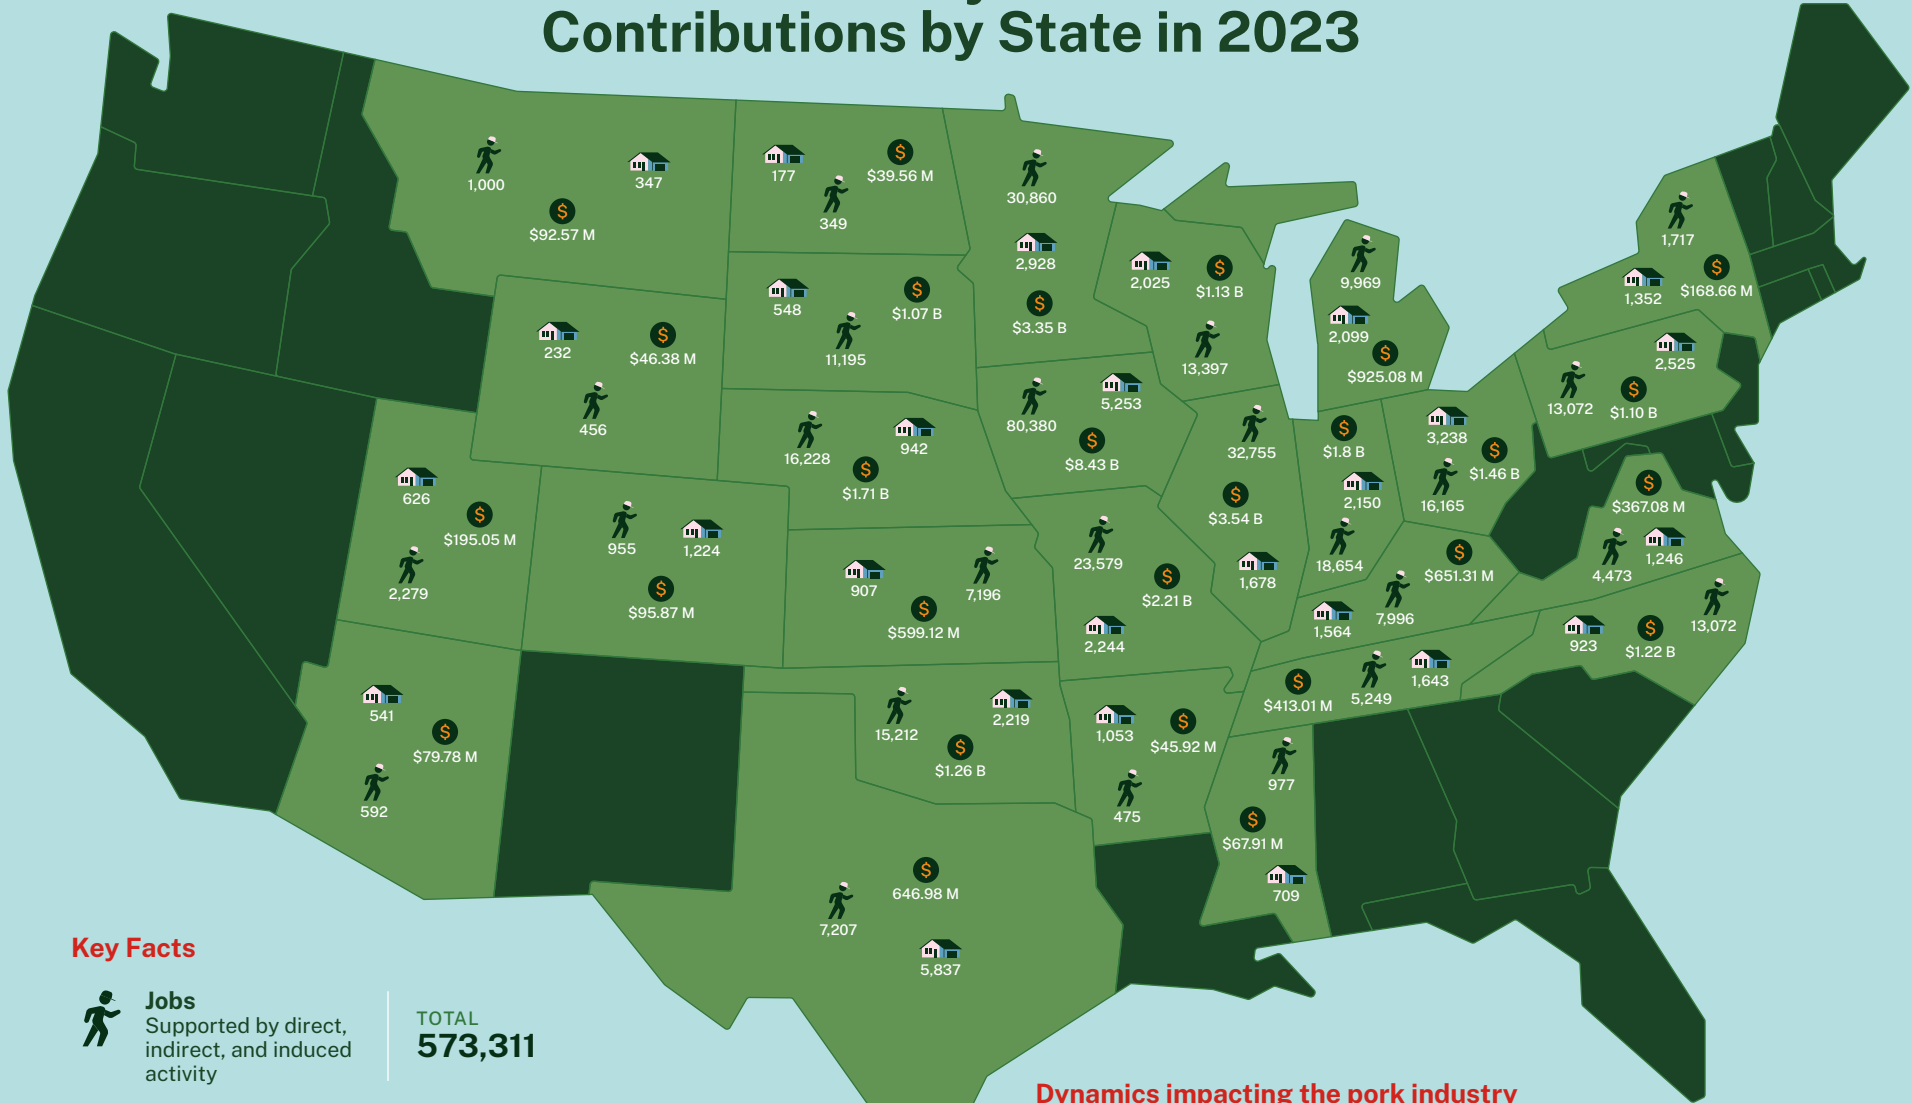 Contributions by State in 2023
1,000
347
$92.57 M
177
$39.56 M
349
30,860
2,928
$3.35 B
2,025
$1.13 B
13,397
9,969
2,099
$925.08 M
1,717
1,352
$168.66 M
548
$1.07 B
11,195
232
$46.38 M
456
2,525
13,072
$1.10 B
80,380
5,253
$8.43 B
16,228
942
$1.71 B
32,755
$3.54 B
1,678
$1.8 B
2,150
18,654
3,238
$1.46 B
16,165
$367.08 M
4,473
1,246
626
$195.05 M
2,279
955
1,224
$95.87 M
907
7,196
$599.12 M
23,579
$2.21 B
2,244
$651.31 M
1,564
7,996
923
$1.22 B
13,072
$413.01 M
5,249
1,643
541
$79.78 M
592
15,212
2,219
$1.26 B
1,053
$45.92 M
475
977
$67.91 M
709
646.98 M
7,207
5,837
Key Facts
Jobs
Supported by direct,
indirect, and induced
activity
TOTAL
573,311
Dynamics impacting the pork industry